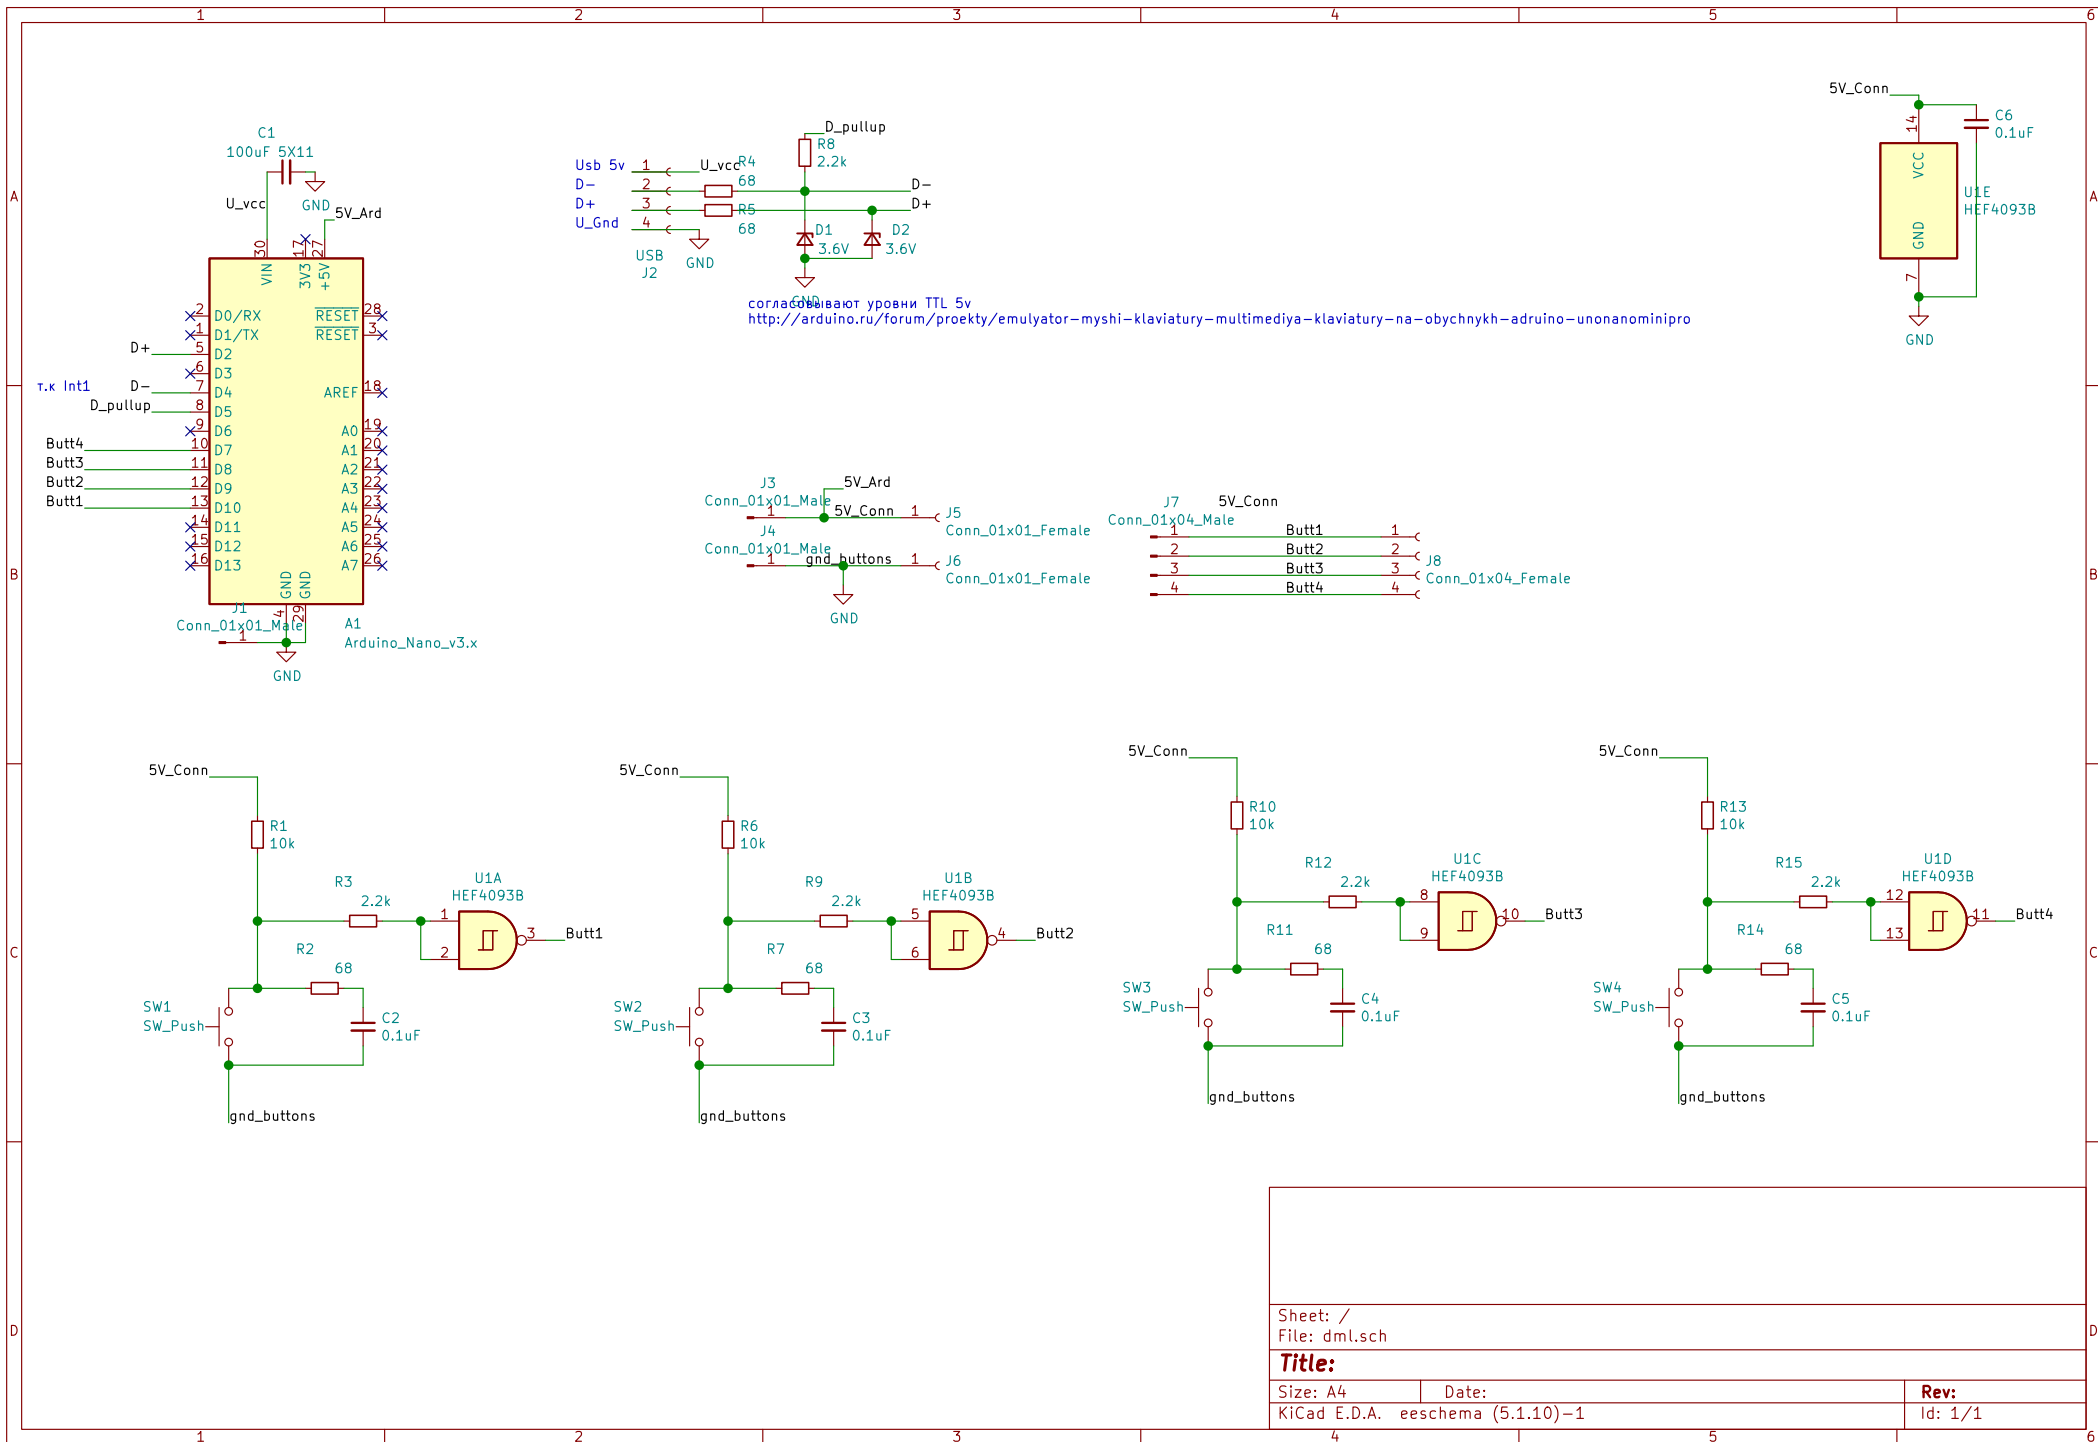 1 2 3 4 5 6
A
B
C
D
C1
100uF 5X11
GND
U_vcc
5V_Ard
30
17
27
VIN
3V3
+5V
2 D0/RX
1 D1/TX
D+ 5 D2
6 D3
т.к Int1 D- 7 D4
D_pullup 8 D5
9 D6
Butt4 10 D7
Butt3 11 D8
Butt2 12 D9
Butt1 13 D10
14 D11
15 D12
16 D13
RESET 28
RESET 3
AREF 18
A0 19
A1 20
A2 21
A3 22
A4 23
A5 24
A6 25
A7 26
GND
GND
4
29
J1
Conn_01x01_Male
1
GND
A1
Arduino_Nano_v3.x
Usb 5v 1 U_vcc
D- 2
D+ 3
U_Gnd 4
USB
J2
GND
R4
68
R5
68
D_pullup
R8
2.2k
D-
D+
D1
3.6V
D2
3.6V
GND
согласовывают уровни TTL 5v
http://arduino.ru/forum/proekty/emulyator-myshi-klaviatury-multimediya-klaviatury-na-obychnykh-adruino-unonanominipro
5V_Conn
14
VCC
GND
7
C6
0.1uF
U1E
HEF4093B
GND
J3
Conn_01x01_Male
1
5V_Ard
5V_Conn
1
J5
Conn_01x01_Female
J4
Conn_01x01_Male
1
gnd_buttons
1
J6
Conn_01x01_Female
GND
J7
Conn_01x04_Male
5V_Conn
1 Butt1 1
2 Butt2 2
3 Butt3 3
4 Butt4 4
J8
Conn_01x04_Female
5V_Conn
R1
10k
R3
2.2k
U1A
HEF4093B
1
2
3
Butt1
R2
68
SW1
SW_Push
C2
0.1uF
gnd_buttons
5V_Conn
R6
10k
R9
2.2k
U1B
HEF4093B
5
6
4
Butt2
R7
68
SW2
SW_Push
C3
0.1uF
gnd_buttons
5V_Conn
R10
10k
R12
2.2k
U1C
HEF4093B
8
9
10
Butt3
R11
68
SW3
SW_Push
C4
0.1uF
gnd_buttons
5V_Conn
R13
10k
R15
2.2k
U1D
HEF4093B
12
13
11
Butt4
R14
68
SW4
SW_Push
C5
0.1uF
gnd_buttons
Sheet: /
File: dml.sch
Title:
Size: A4 Date: Rev:
KiCad E.D.A. eeschema (5.1.10)-1 Id: 1/1
A
B
C
D
1 2 3 4 5 6